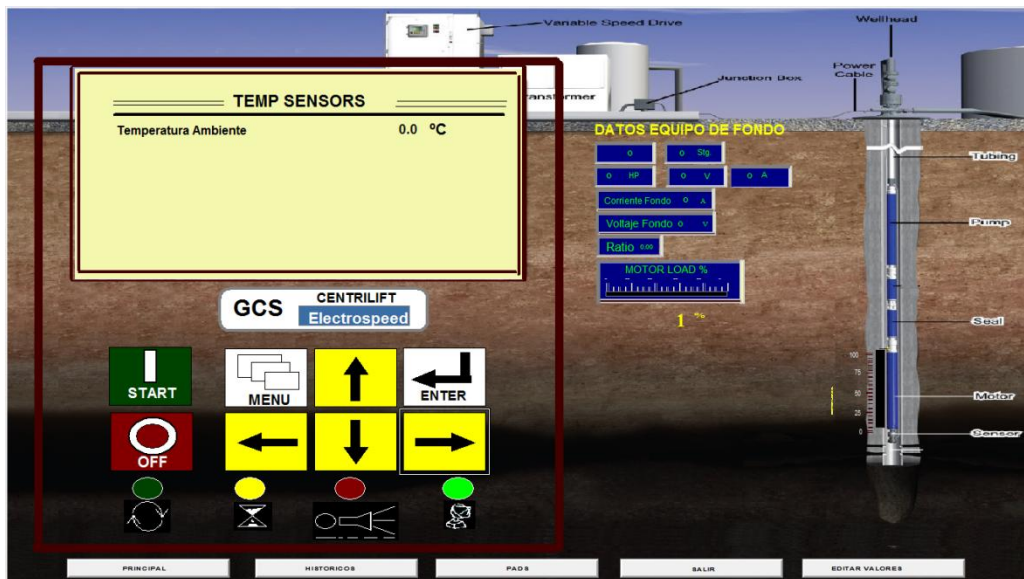 Variable Speed Drive
Wellhead
Power
Cable
Junction Box
ransformer
TEMP SENSORS
Temperatura Ambiente 0.0 ºC
DATOS EQUIPO DE FONDO
0
0 Stg.
0 HP
0 V
0 A
Corriente Fondo 0 A
Voltaje Fondo 0 V
Ratio 0.00
MOTOR LOAD %
1 %
Tubing
Pump
Seal
Motor
Sensor
100
75
50
25
0
GCS
CENTRILIFT
Electrospeed
START
MENU
ENTER
OFF
PRINCIPAL
HISTORICOS
PADS
SALIR
EDITAR VALORES